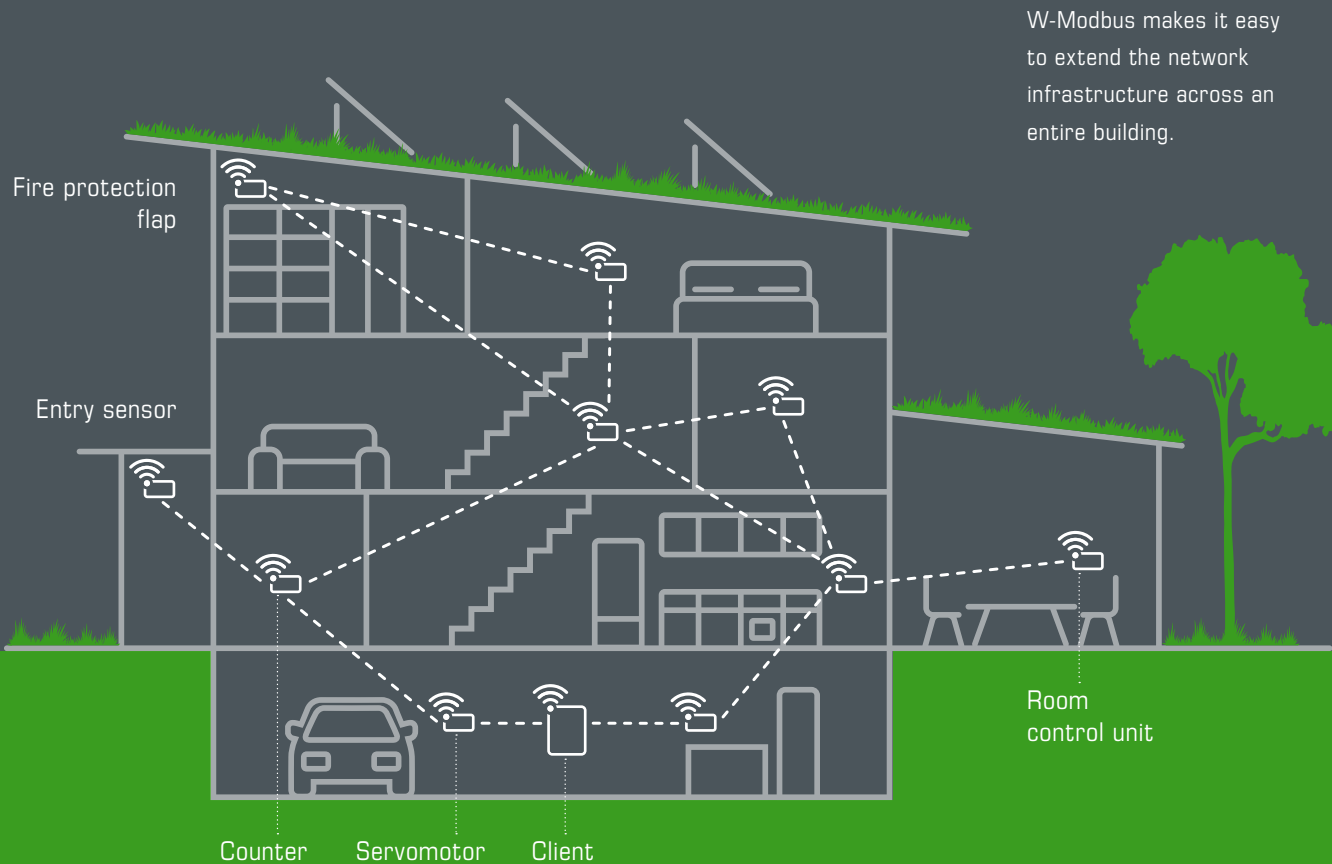 W-Modbus makes it easy
to extend the network
infrastructure across an
entire building.
Fire protection
flap
Entry sensor
Room
control unit
Counter
Servomotor
Client